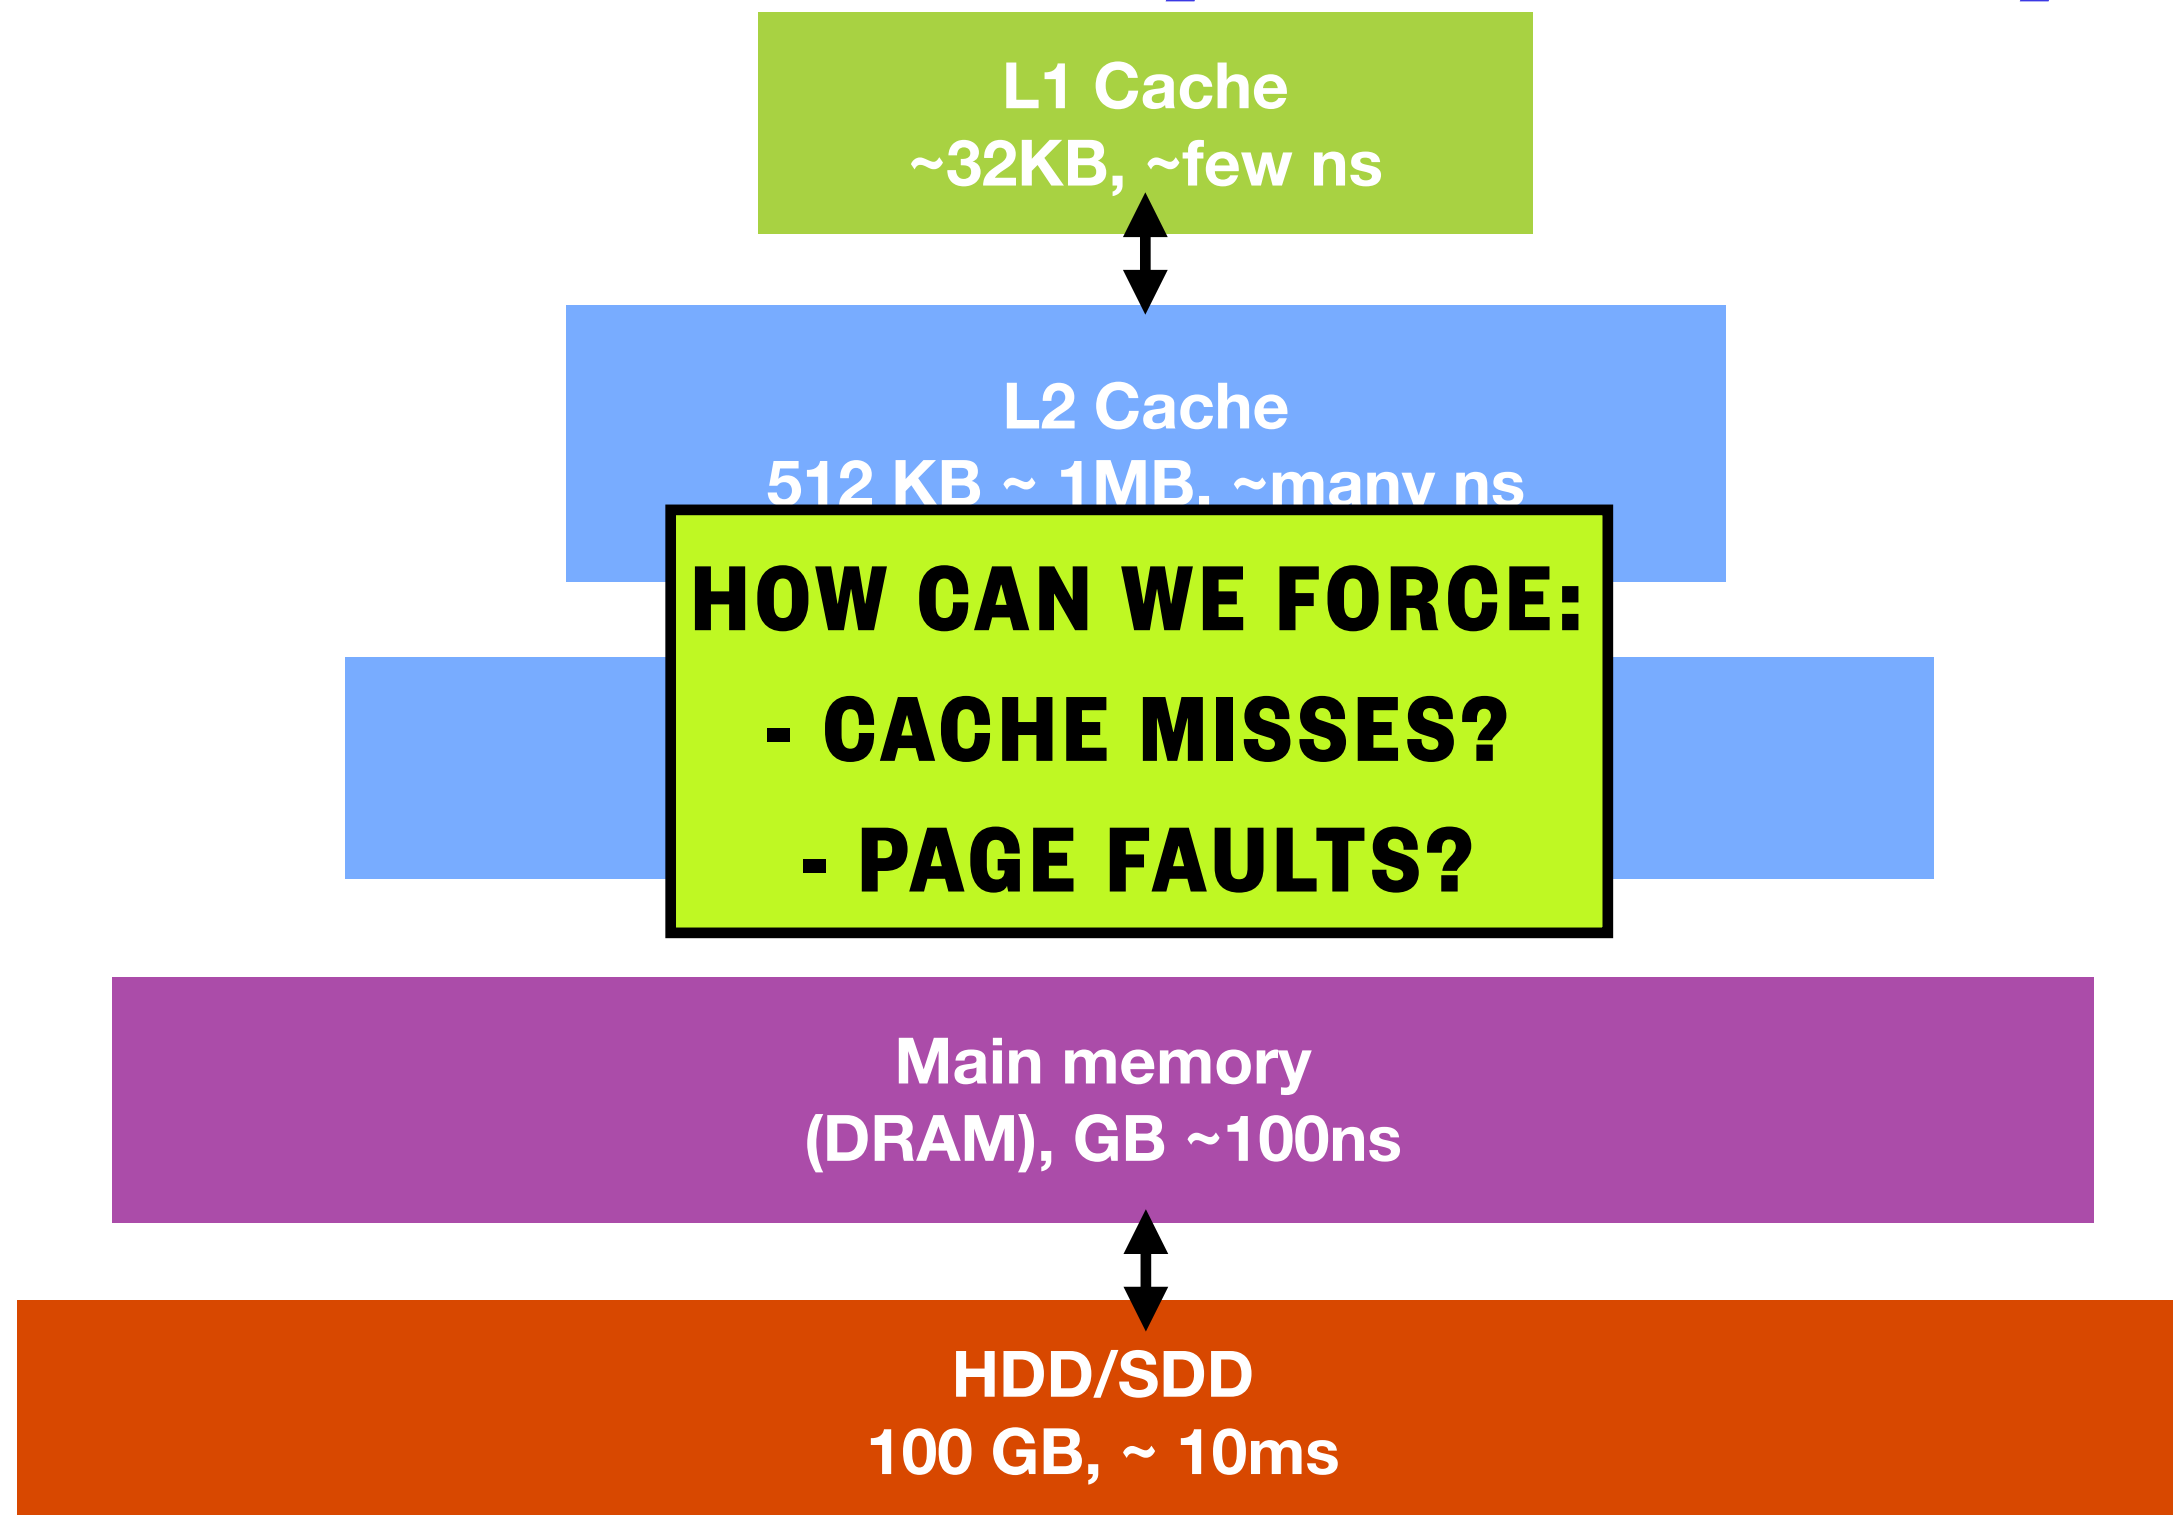 L1 Cache
~32KB, ~few ns
L2 Cache
512 KB ~ 1MB, ~many ns
HOW CAN WE FORCE:
- CACHE MISSES?
- PAGE FAULTS?
Main memory
(DRAM), GB ~100ns
HDD/SDD
100 GB, ~ 10ms